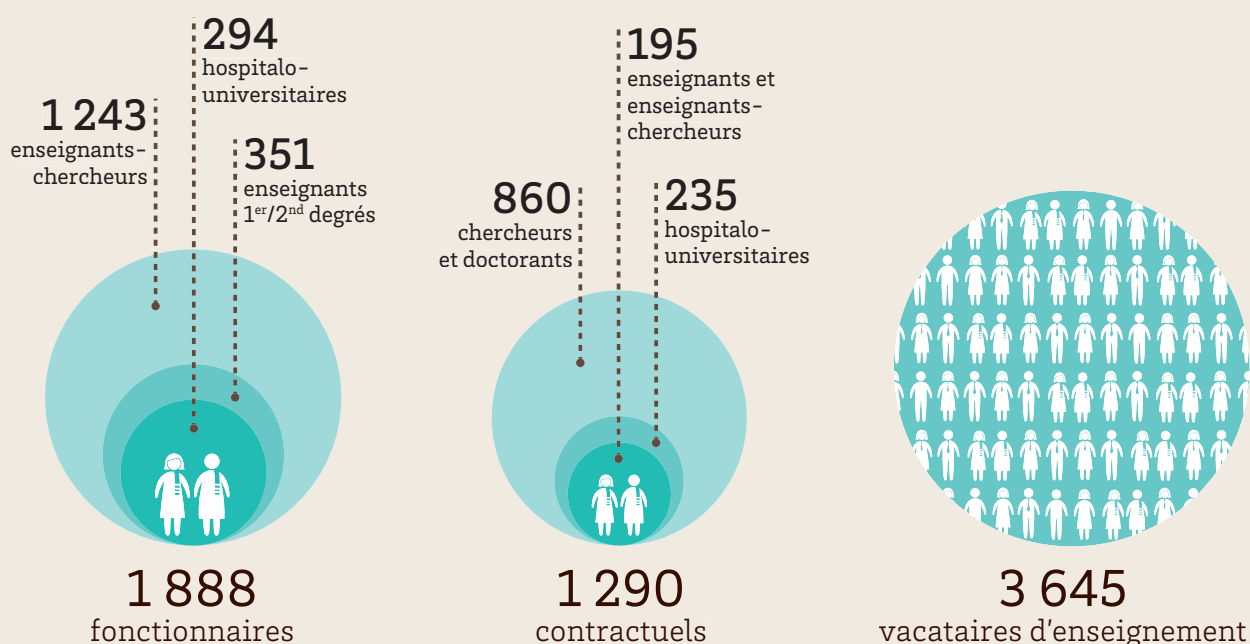 1 243
enseignants-
chercheurs
294
hospitalo-
universitaires
351
enseignants
1er/2nd degrés
1 888
fonctionnaires
860
chercheurs
et doctorants
195
enseignants et
enseignants-
chercheurs
235
hospitalo-
universitaires
1 290
contractuels
3 645
vacataires d'enseignement